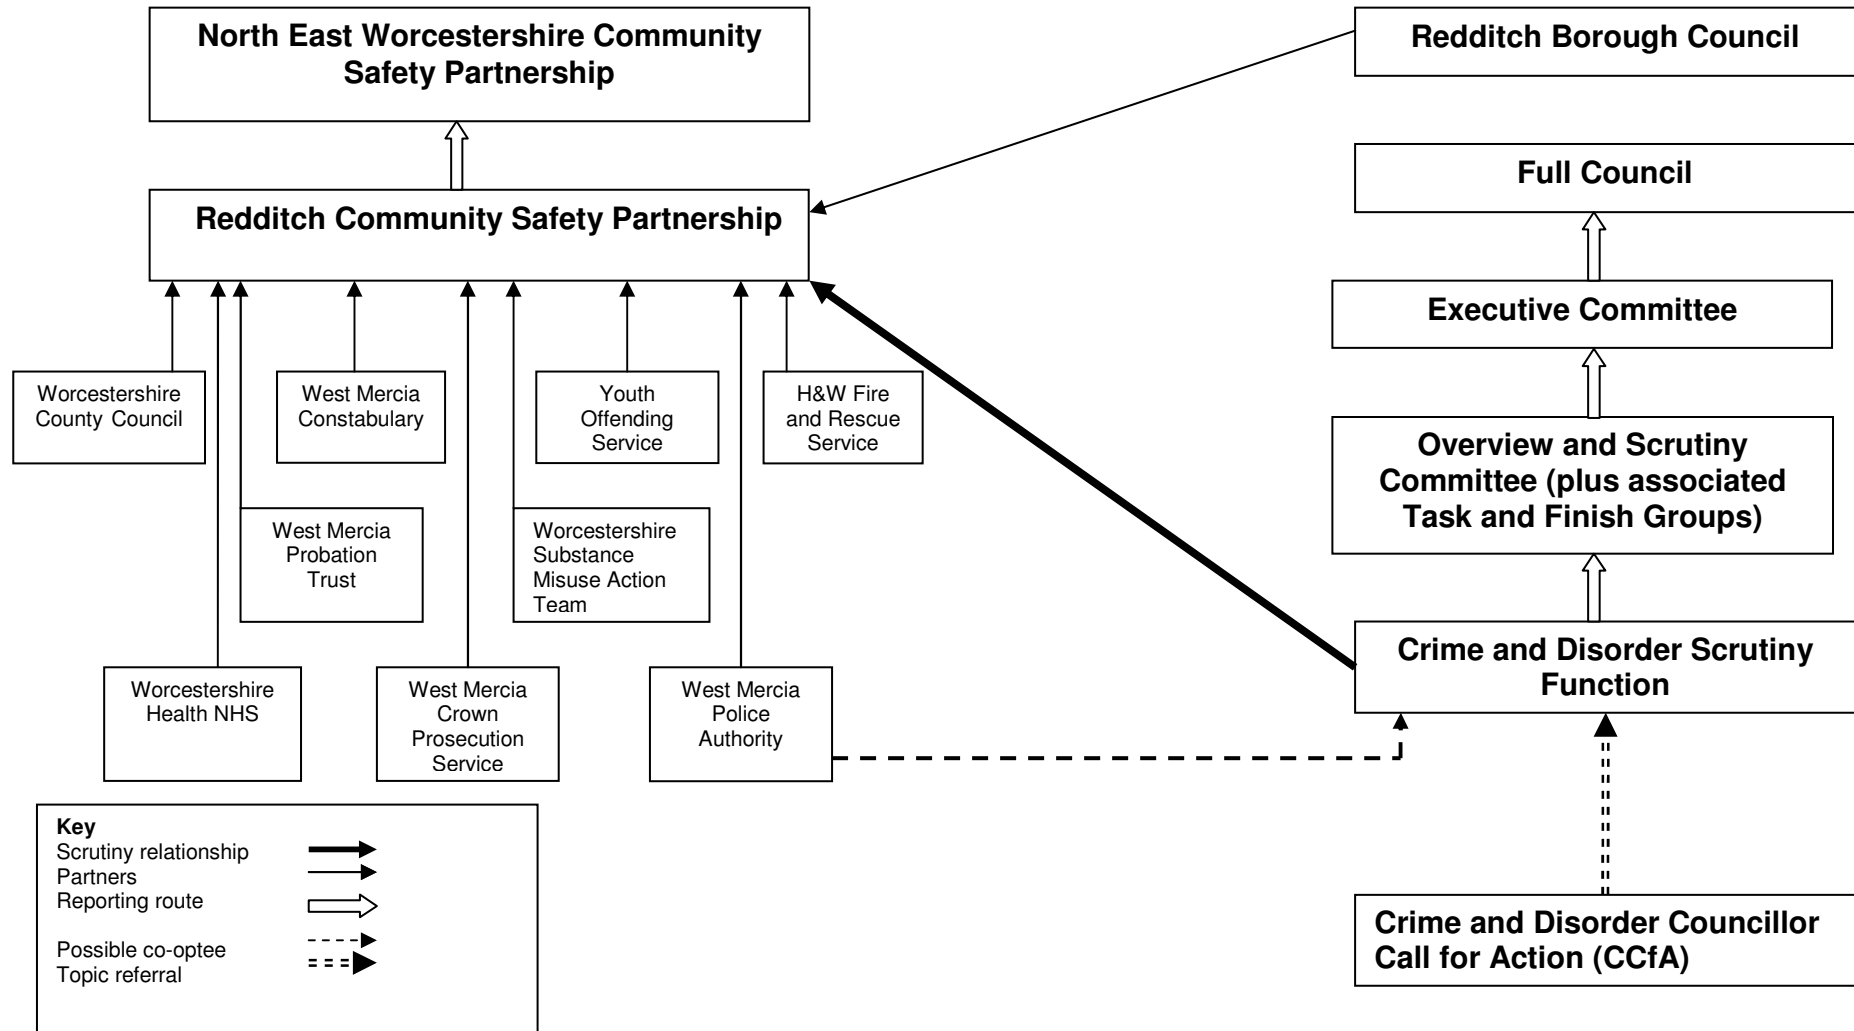 North East Worcestershire Community
Safety Partnership
Redditch Borough Council
Full Council
Redditch Community Safety Partnership
Executive Committee
Worcestershire
County Council
West Mercia
Constabulary
Youth
Offending
Service
H&W Fire
and Rescue
Service
Overview and Scrutiny
Committee (plus associated
Task and Finish Groups)
West Mercia
Probation
Trust
Worcestershire
Substance
Misuse Action
Team
Crime and Disorder Scrutiny
Function
Worcestershire
Health NHS
West Mercia
Crown
Prosecution
Service
West Mercia
Police
Authority
Key
Scrutiny relationship
Partners
Reporting route
Possible co-optee
Topic referral
Crime and Disorder Councillor
Call for Action (CCfA)